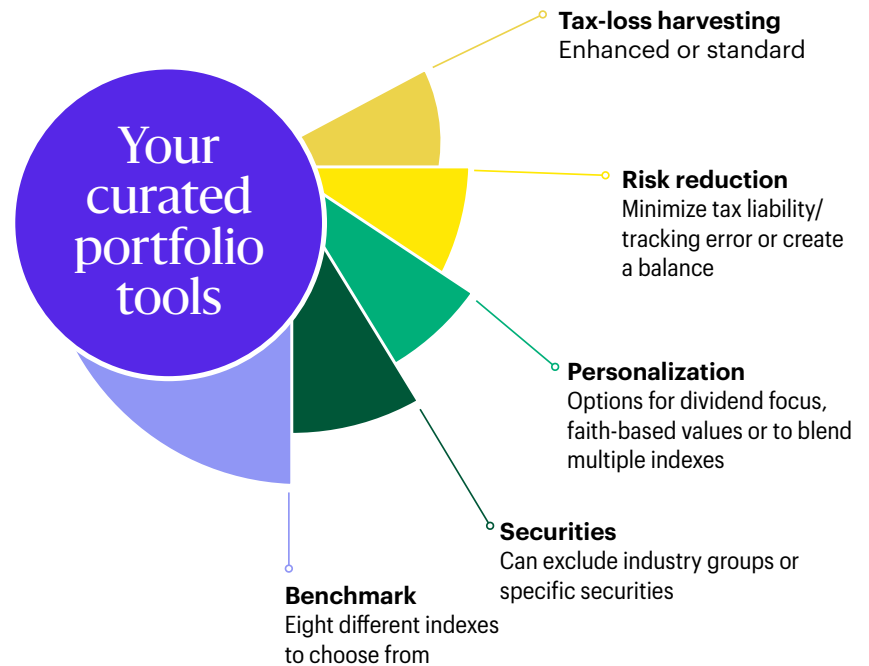 Your
curated
portfolio
tools
Tax-loss harvesting
Enhanced or standard
Risk reduction
Minimize tax liability/
tracking error or create
a balance
Personalization
Options for dividend focus,
faith-based values or to blend
multiple indexes
Securities
Can exclude industry groups or
specific securities
Benchmark
Eight different indexes
to choose from